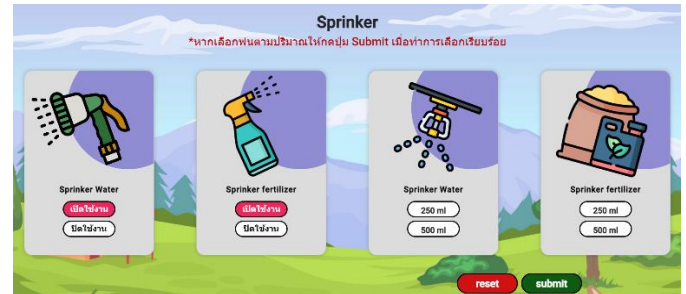 Sprinker
*หากเลือกพ่นตามปริมาณให้กดปุ่ม Submit เมื่อทำการเลือกเรียบร้อย
Sprinker Water
เปิดใช้งาน
ปิดใช้งาน
Sprinker fertilizer
เปิดใช้งาน
ปิดใช้งาน
Sprinker Water
250 ml
500 ml
Sprinker fertilizer
250 ml
500 ml
reset
submit